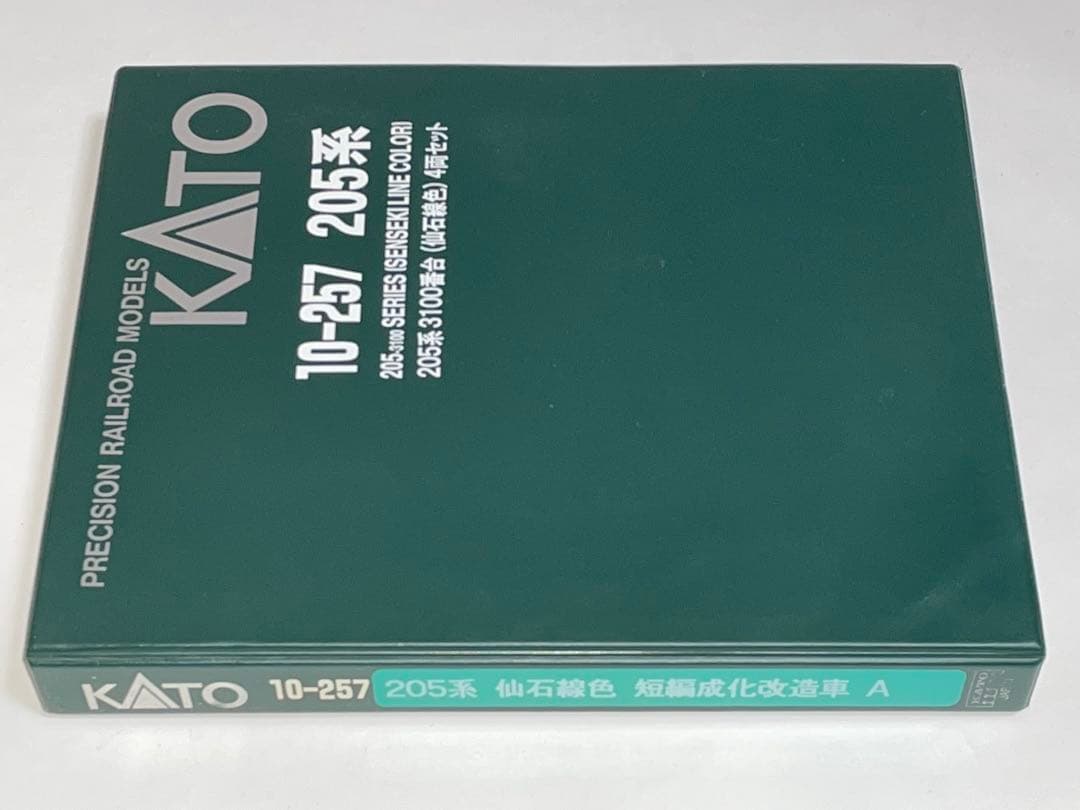 PRECISION RAILROAD MODELS
KATO
10-257 205系
205-3100 SERIES (SENSEKI LINE COLOR)
205系3100番台(仙石線色)4両セット
KATO 10-257 205系 仙石線色 短編成化改造車 A
KATO